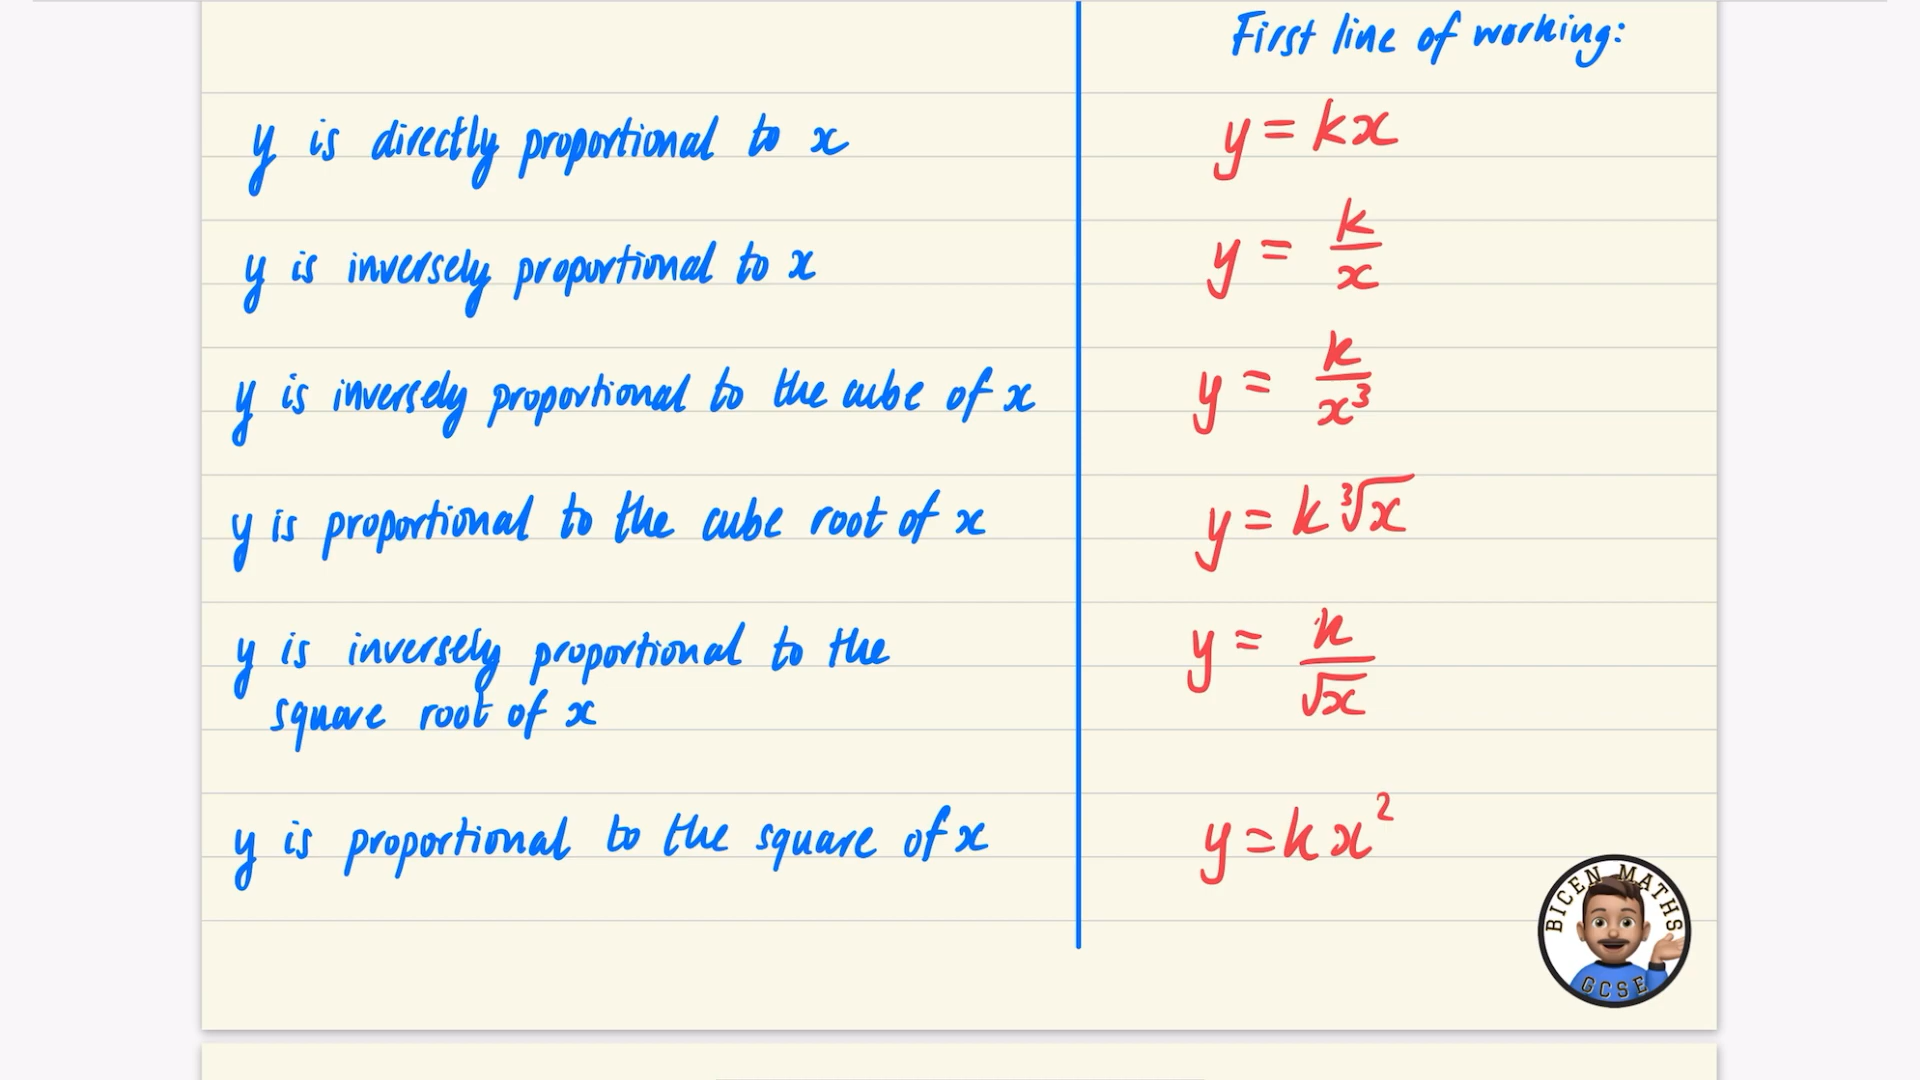 First line of working:
y is directly proportional to x
y = kx
y is inversely proportional to x
y = k/x
y is inversely proportional to the cube of x
y = k/x³
y is proportional to the cube root of x
y = k ∛x
y is inversely proportional to the
square root of x
y = k/√x
y is proportional to the square of x
y = kx²
BICEN MATHS
GCSE